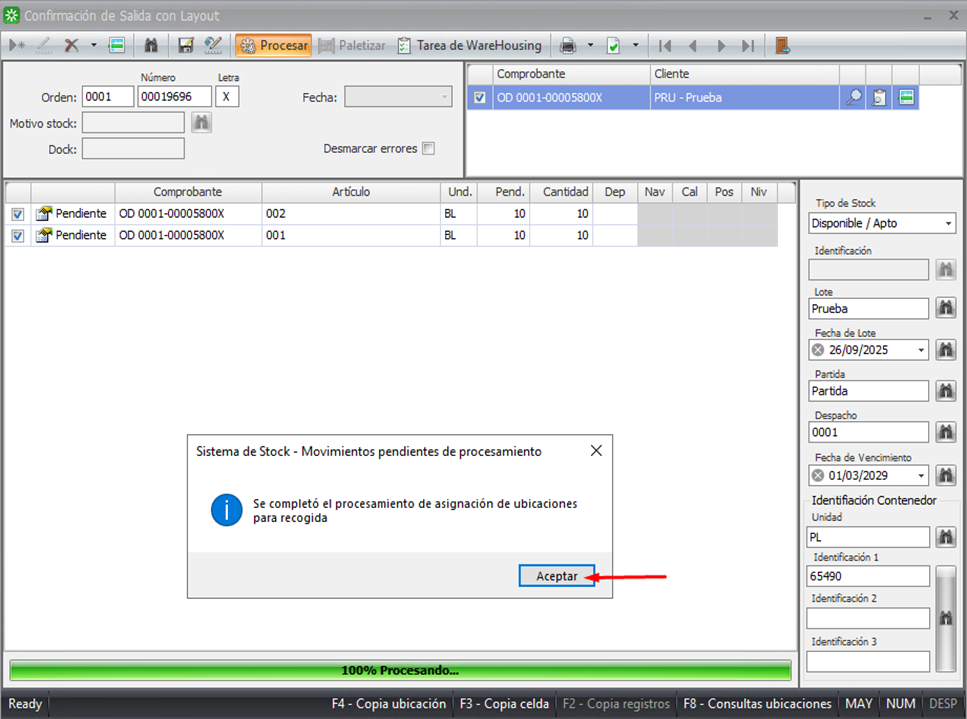 Confirmación de Salida con Layout
Procesar Paletizar Tarea de WareHousing
Número Letra
Orden: 0001 00019696 X Fecha:
Motivo stock:
Dock: Desmarcar errores
Comprobante Cliente
OD 0001-00005800X PRU - Prueba
Comprobante Artículo Und. Pend. Cantidad Dep Nav Cal Pos Niv
Pendiente OD 0001-00005800X 002 BL 10 10
Pendiente OD 0001-00005800X 001 BL 10 10
Tipo de Stock
Disponible / Apto
Identificación
Lote
Prueba
Fecha de Lote
26/09/2025
Partida
Partida
Despacho
0001
Fecha de Vencimiento
01/03/2029
Identifiación Contenedor
Unidad
PL
Identificación 1
65490
Identificación 2
Identificación 3
Sistema de Stock - Movimientos pendientes de procesamiento
Se completó el procesamiento de asignación de ubicaciones
para recogida
Aceptar
100% Procesando...
Ready F4 - Copia ubicación F3 - Copia celda F2 - Copia registros F8 - Consultas ubicaciones MAY NUM DESP